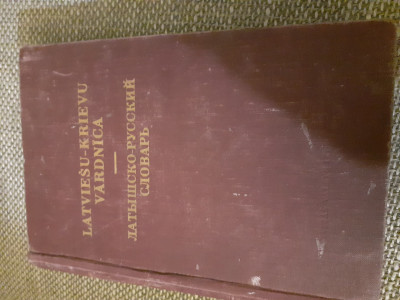 LATVIEŠU-KRIEVU
VĀRDNĪCA
ЛАТЫШСКО-РУССКИЙ
СЛОВАРЬ